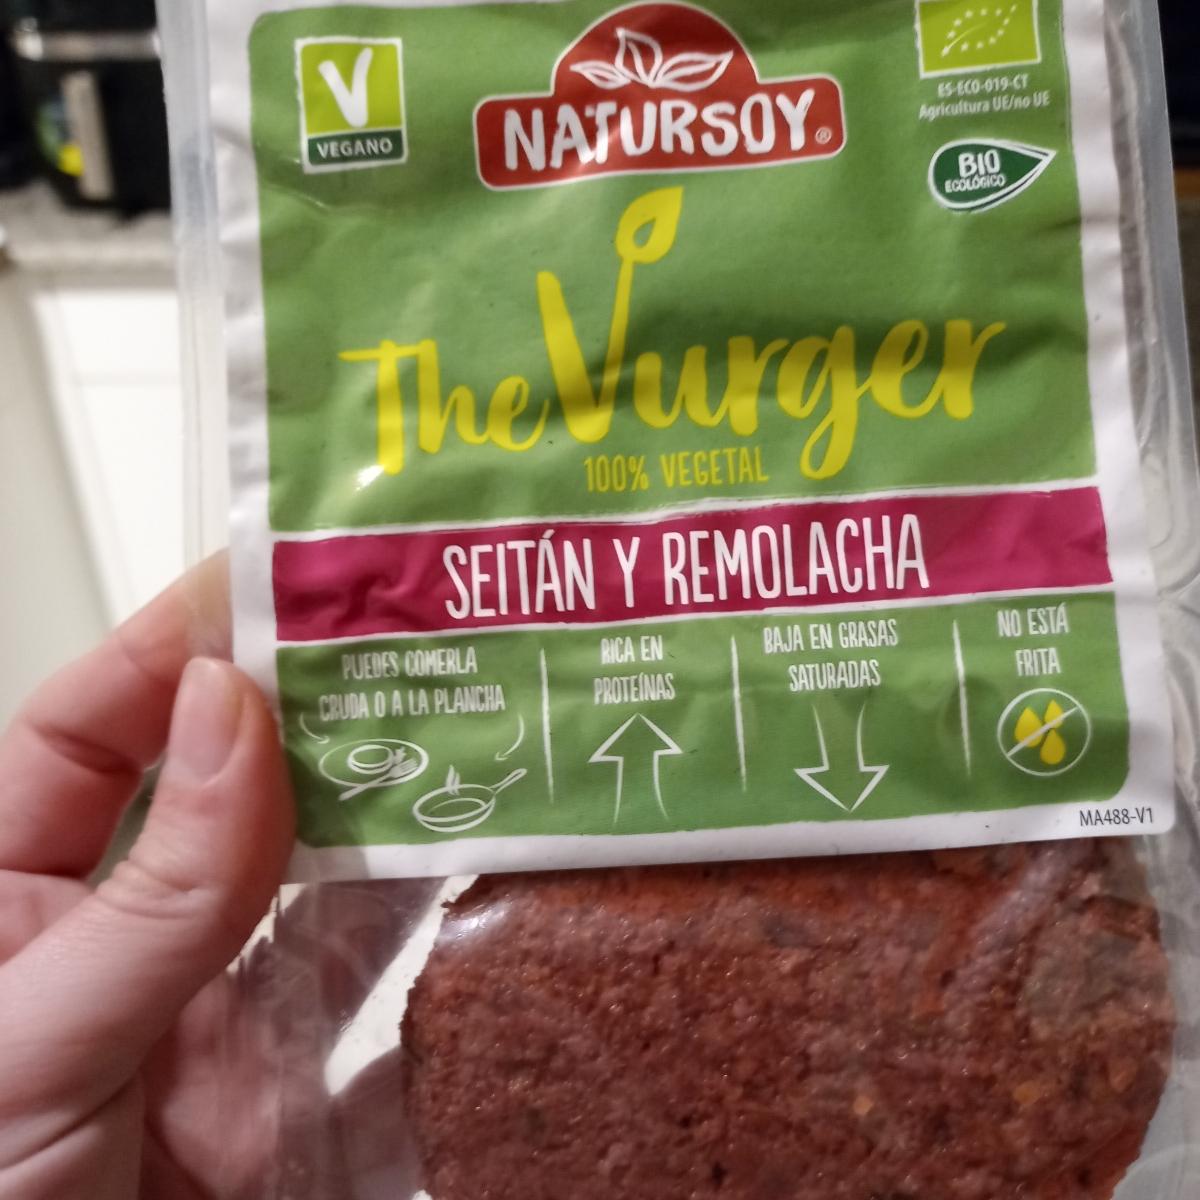 V
VEGANO
NATURSOY®
ES-ECO-019-CT
Agricultura UE/no UE
BIO
ECOLÓGICO
The Vurger
100% VEGETAL
SEITÁN Y REMOLACHA
PUEDES COMERLA
CRUDA O A LA PLANCHA
RICA EN
PROTEÍNAS
BAJA EN GRASAS
SATURADAS
NO ESTÁ
FRITA
MA488-V1